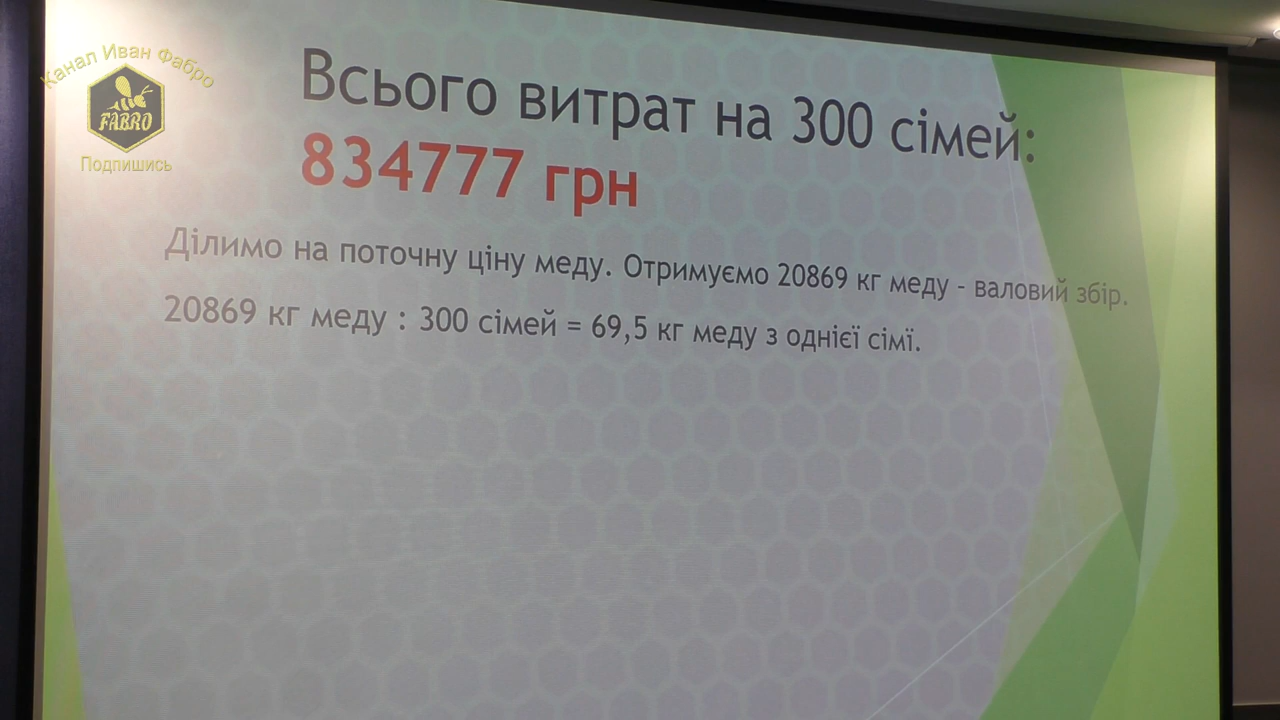 Канал Иван Фабро
FABRO
Подпишись
Всього витрат на 300 сімей:
834777 грн
Ділимо на поточну ціну меду. Отримуємо 20869 кг меду - валовий збір.
20869 кг меду : 300 сімей = 69,5 кг меду з однієї сімї.